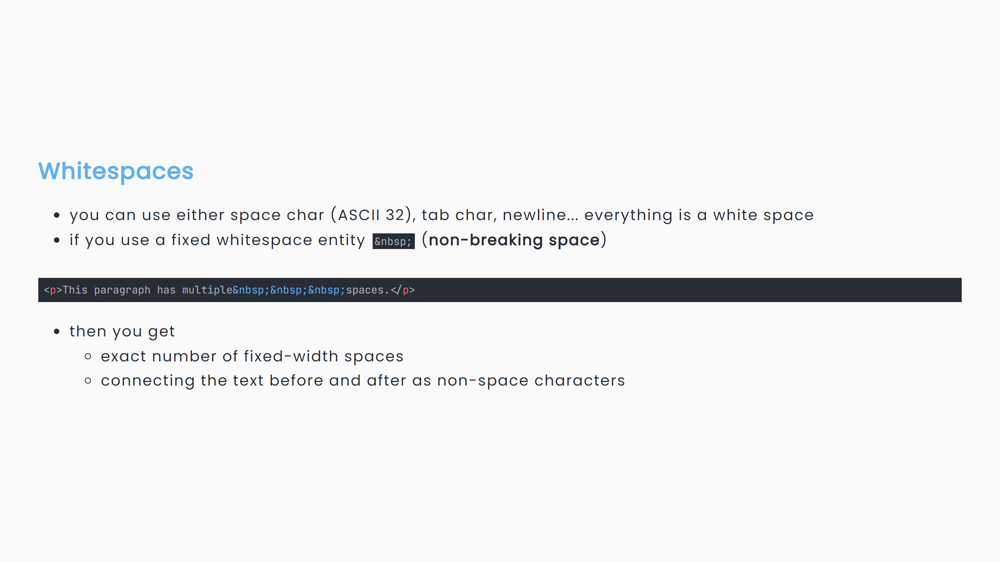 Whitespaces
you can use either space char (ASCII 32), tab char, newline... everything is a white space
if you use a fixed whitespace entity &nbsp; (non-breaking space)
<p>This paragraph has multiple&nbsp;&nbsp;&nbsp;spaces.</p>
then you get
exact number of fixed-width spaces
connecting the text before and after as non-space characters